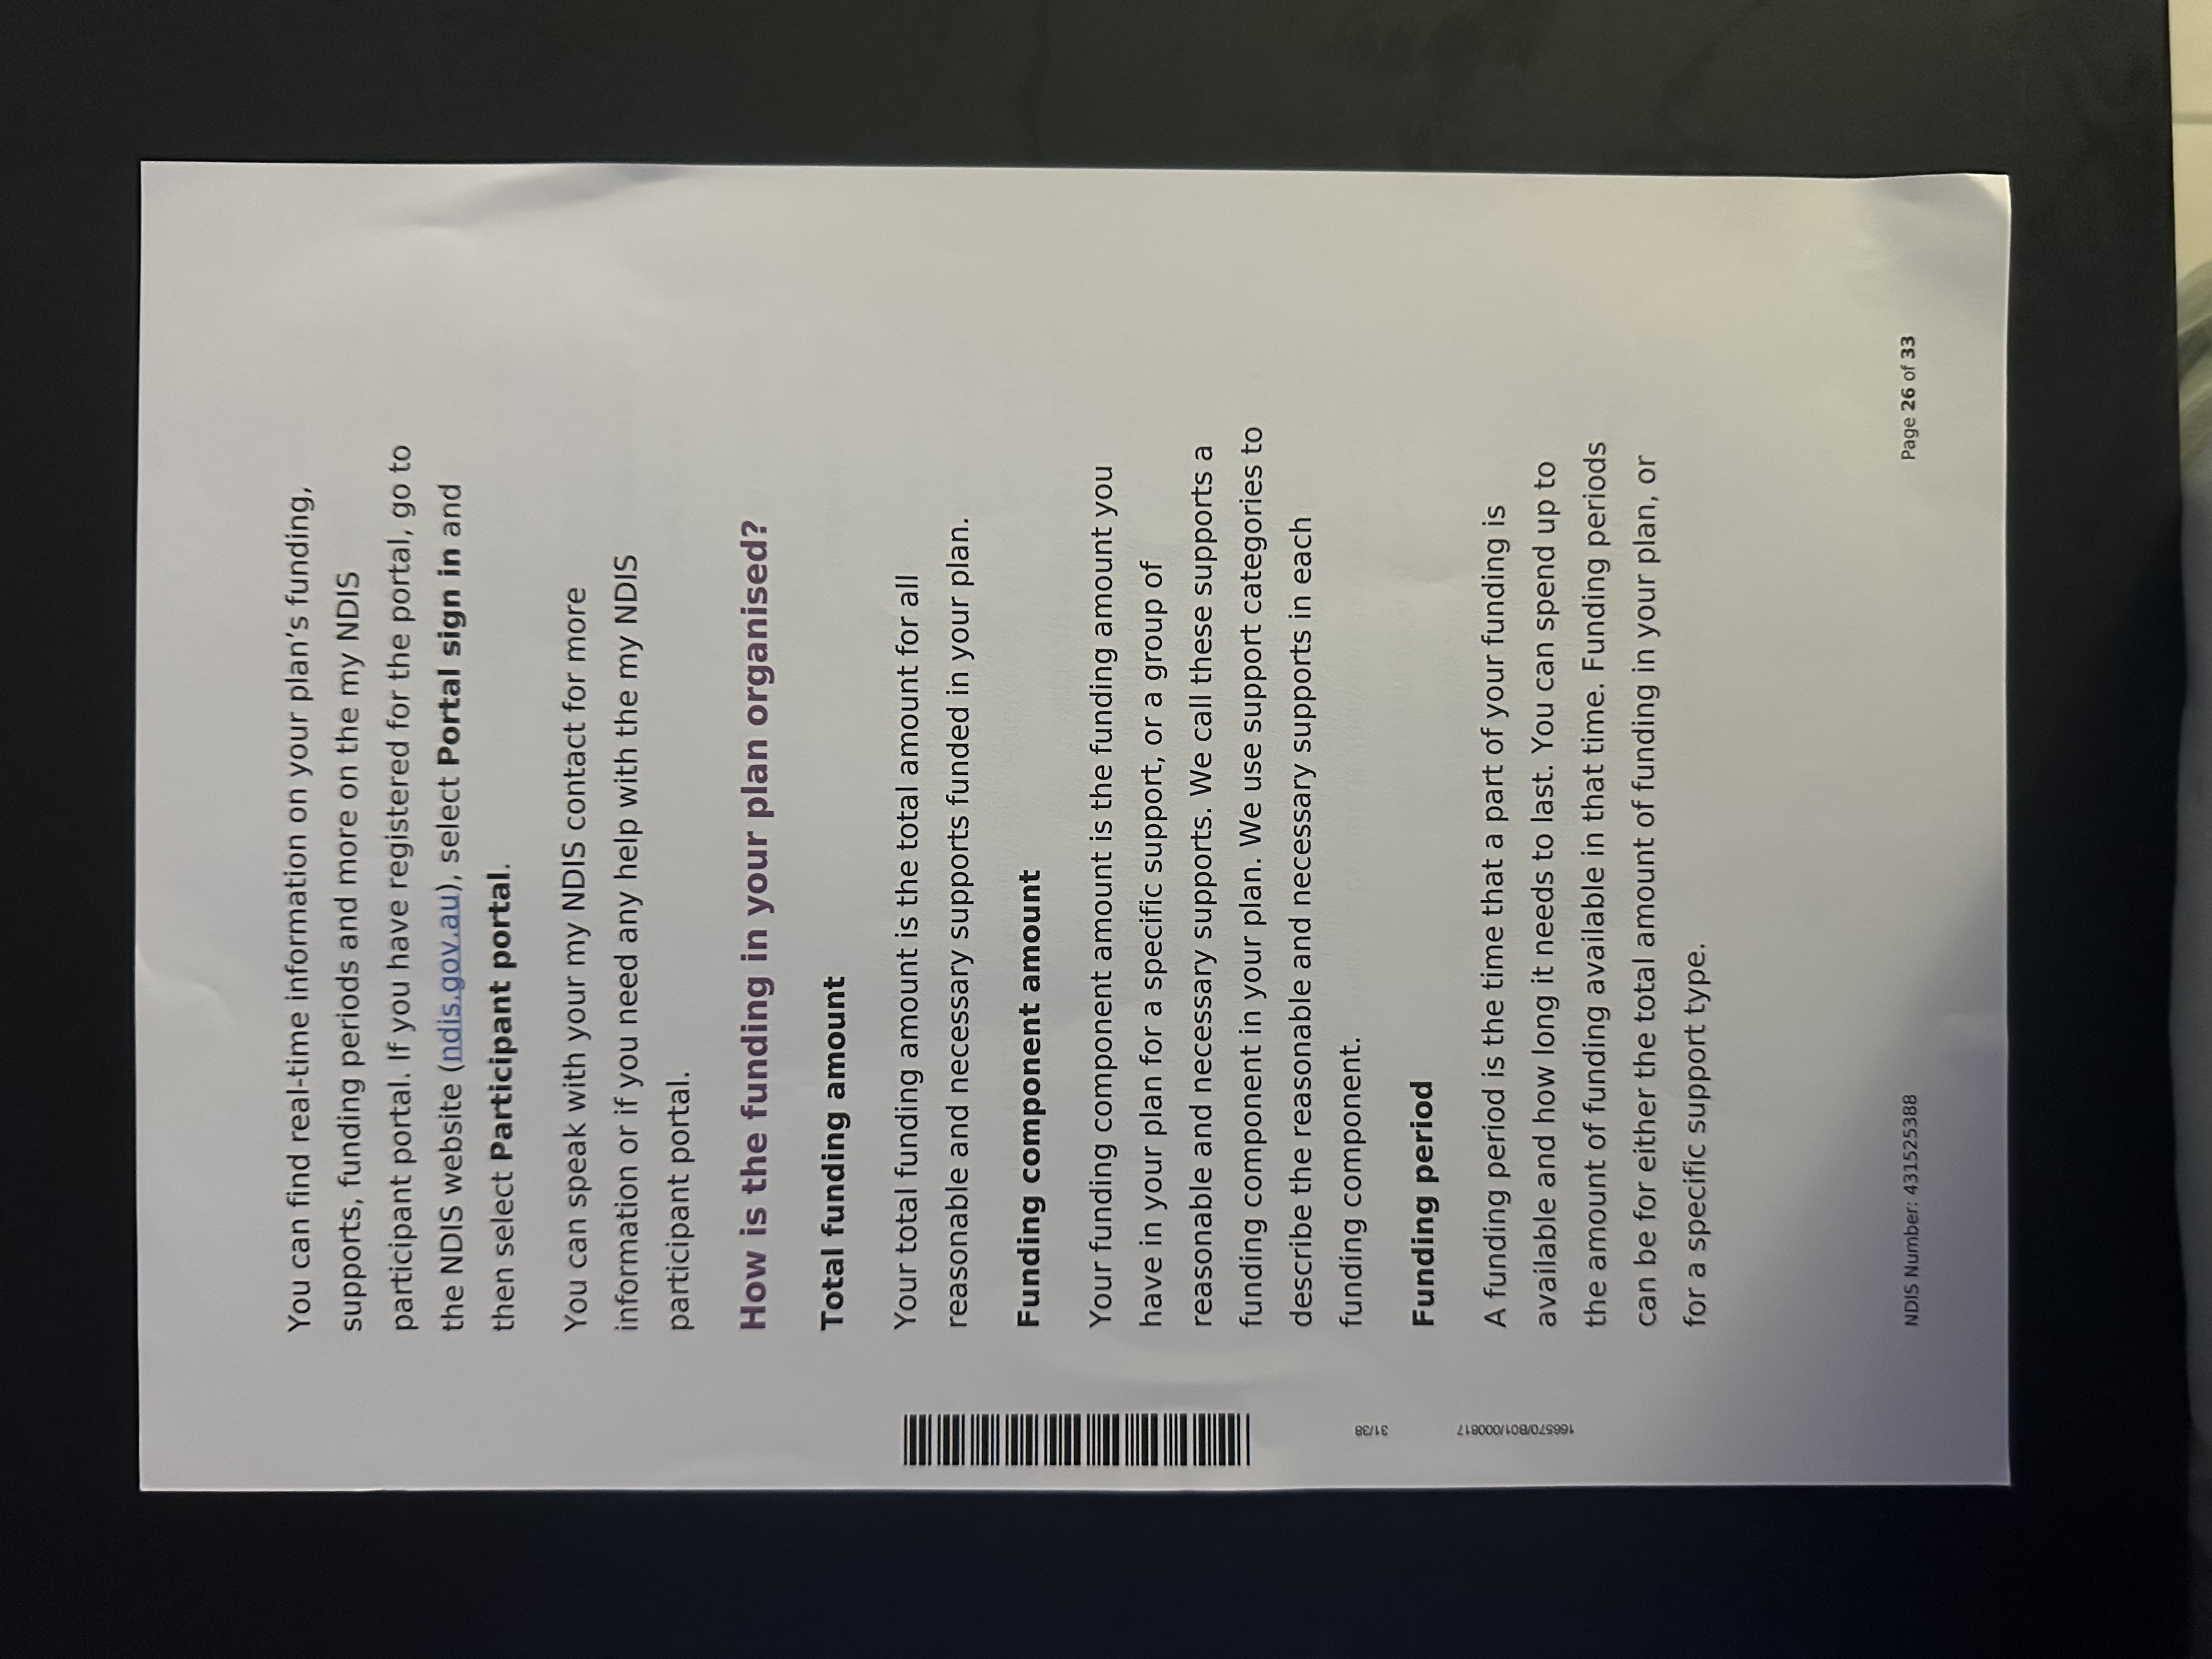 You can find real-time information on your plan’s funding,
supports, funding periods and more on the my NDIS
participant portal. If you have registered for the portal, go to
the NDIS website (ndis.gov.au), select Portal sign in and
then select Participant portal.
You can speak with your my NDIS contact for more
information or if you need any help with the my NDIS
participant portal.
How is the funding in your plan organised?
Total funding amount
Your total funding amount is the total amount for all
reasonable and necessary supports funded in your plan.
Funding component amount
Your funding component amount is the funding amount you
have in your plan for a specific support, or a group of
reasonable and necessary supports. We call these supports a
funding component in your plan. We use support categories to
describe the reasonable and necessary supports in each
funding component.
Funding period
A funding period is the time that a part of your funding is
available and how long it needs to last. You can spend up to
the amount of funding available in that time. Funding periods
can be for either the total amount of funding in your plan, or
for a specific support type.
166570/B01/000817 31/38
NDIS Number: 431525388
Page 26 of 33